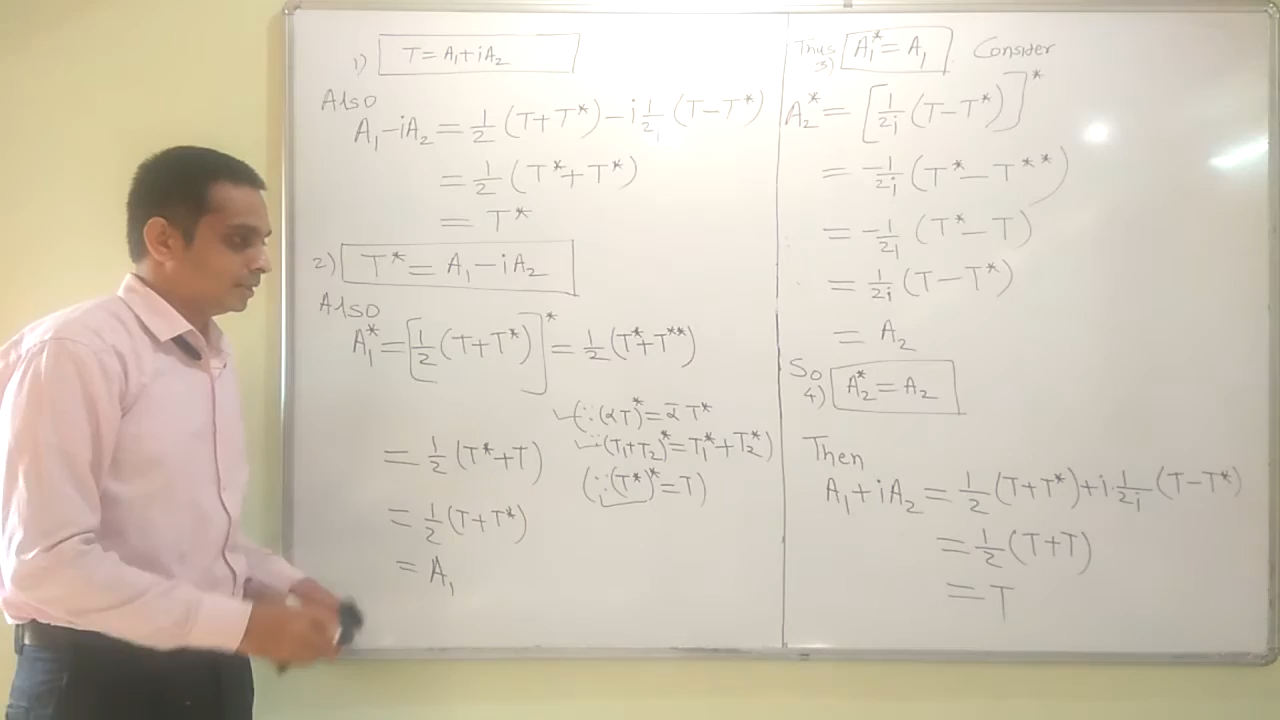 1) T = A₁ + iA₂
Also
A₁ - iA₂ = 1/2 (T + T*) - i 1/2i (T - T*)
= 1/2 (T* + T*)
= T*
2) T* = A₁ - iA₂
Also
A₁* = [1/2 (T + T*)]* = 1/2 (T* + T**)
(∵ (αT)* = ᾱ T*
∵ (T₁ + T₂)* = T₁* + T₂*)
= 1/2 (T* + T)
(∵ (T*)* = T)
= 1/2 (T + T*)
= A₁
Thus
3) A₁* = A₁ Consider
A₂* = [1/2i (T - T*)]*
= -1/2i (T* - T**)
= -1/2i (T* - T)
= 1/2i (T - T*)
= A₂
So
4) A₂* = A₂
Then
A₁ + iA₂ = 1/2 (T + T*) + i · 1/2i (T - T*)
= 1/2 (T + T)
= T